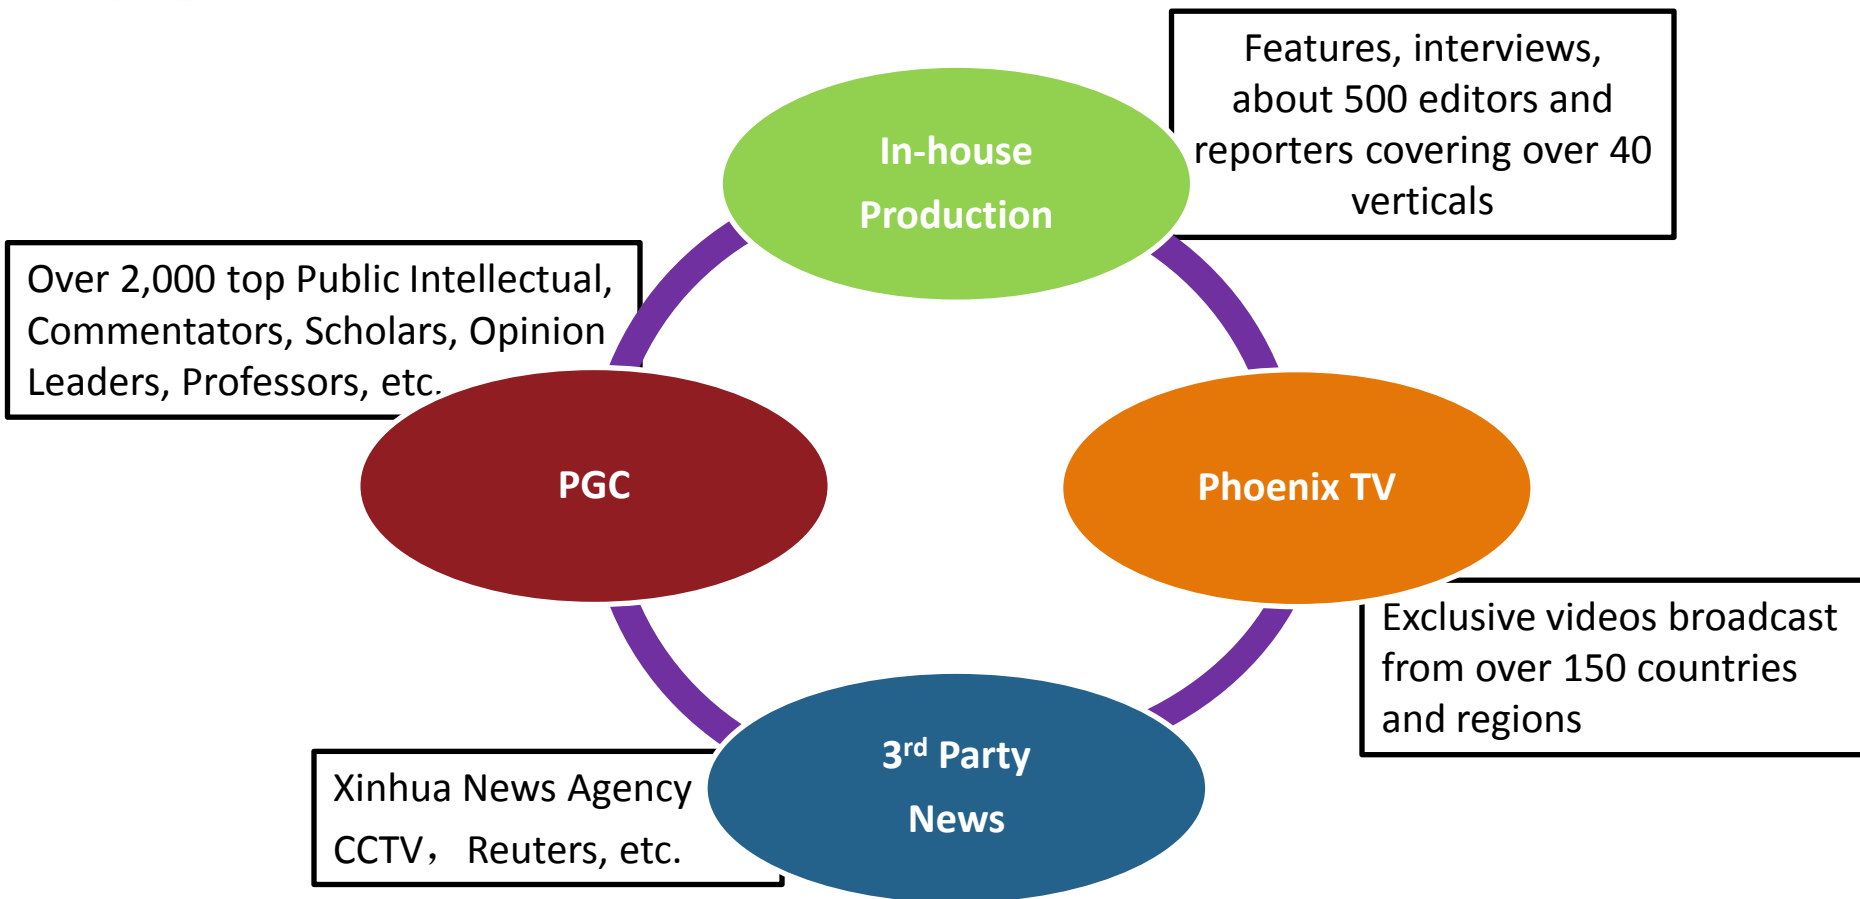 Features, interviews,
about 500 editors and
reporters covering over 40
verticals
In-house
Production
Over 2,000 top Public Intellectual,
Commentators, Scholars, Opinion
Leaders, Professors, etc.
PGC
Phoenix TV
Exclusive videos broadcast
from over 150 countries
and regions
3rd Party
News
Xinhua News Agency
CCTV， Reuters, etc.